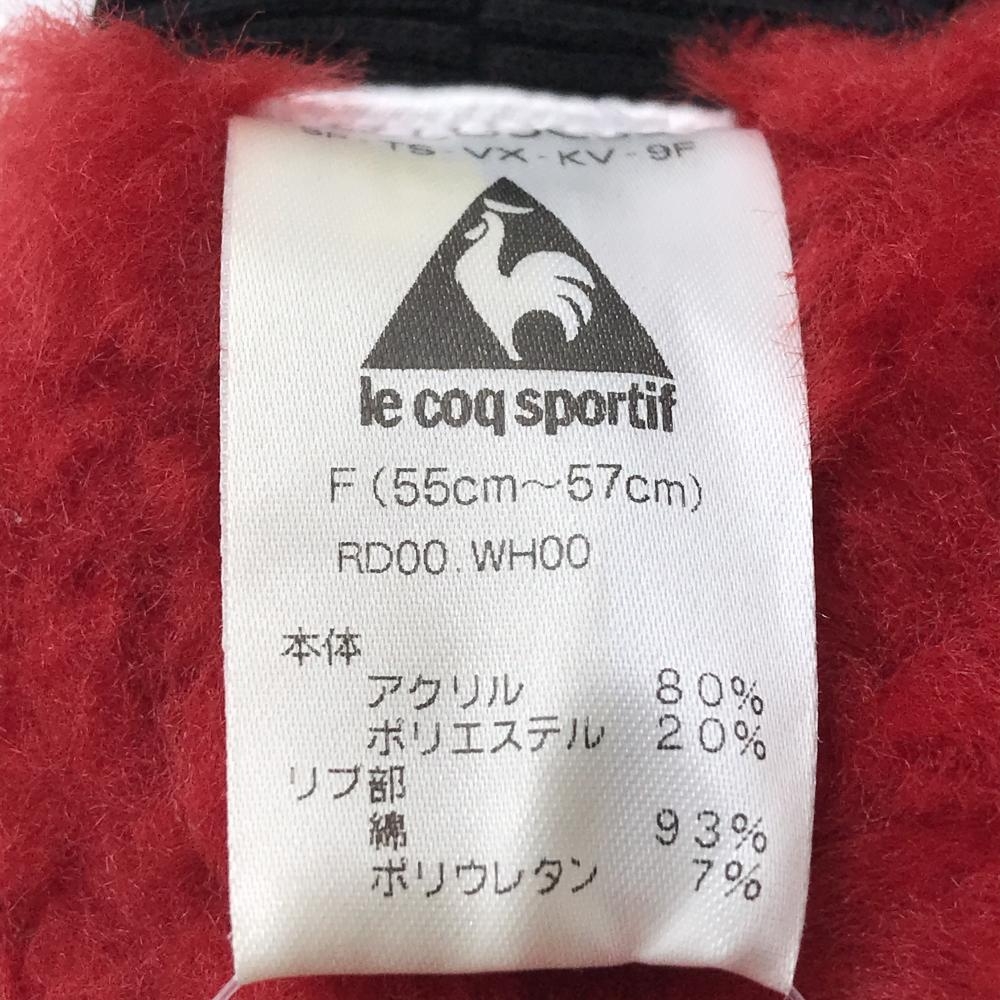 TS-VX-KV-9F
le coq sportif
F(55cm～57cm)
RD00.WH00
本体
アクリル 80%
ポリエステル 20%
リブ部
綿 93%
ポリウレタン 7%